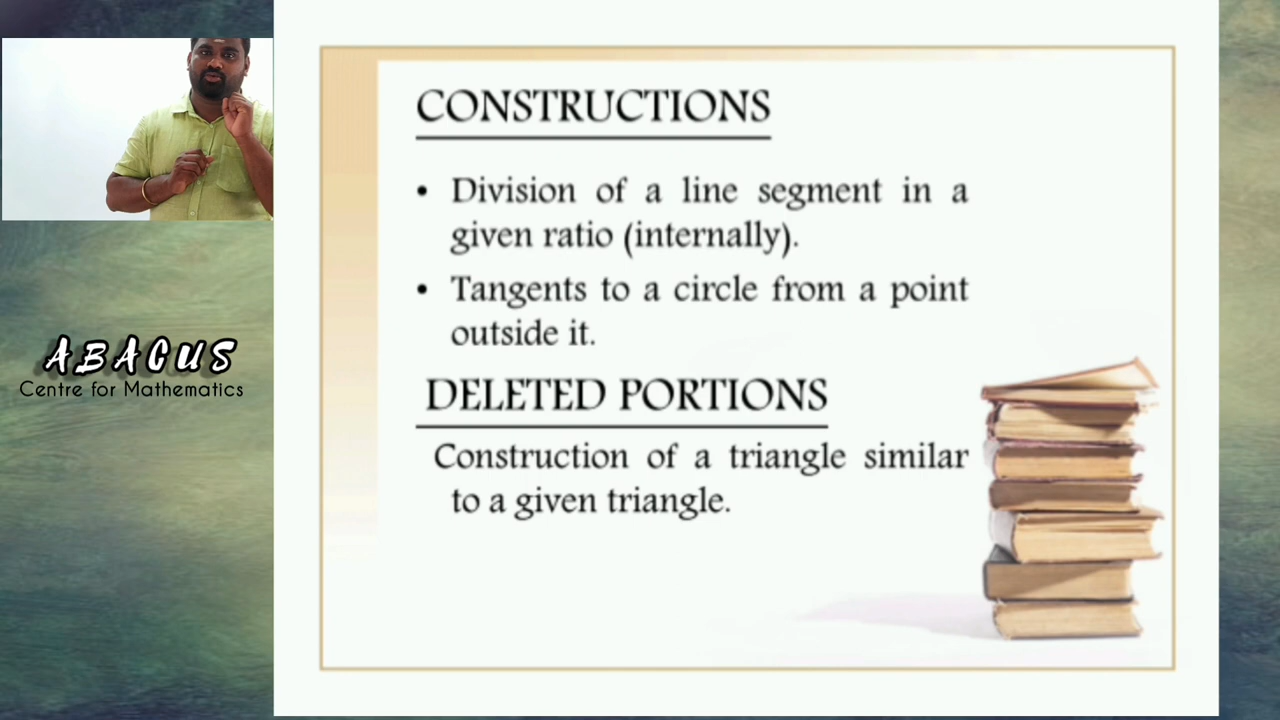 CONSTRUCTIONS
• Division of a line segment in a
given ratio (internally).
• Tangents to a circle from a point
outside it.
DELETED PORTIONS
Construction of a triangle similar
to a given triangle.
ABACUS
Centre for Mathematics